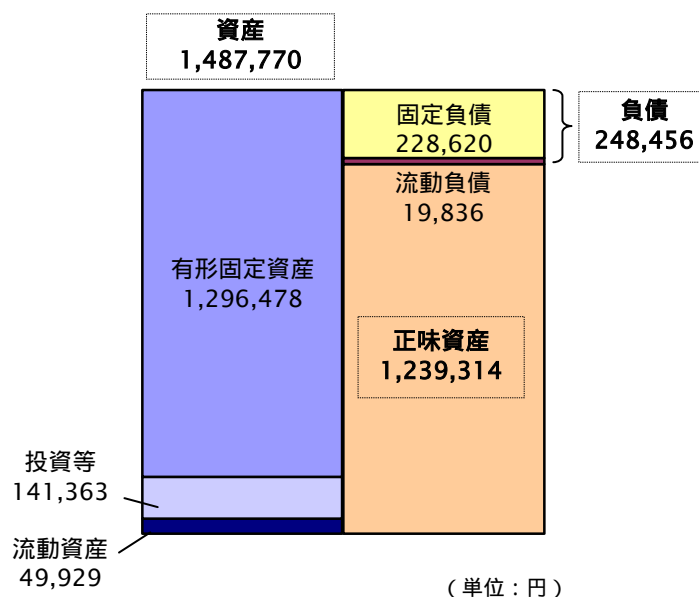 資産
1,487,770
固定負債
228,620
負債
248,456
流動負債
19,836
有形固定資産
1,296,478
正味資産
1,239,314
投資等
141,363
流動資産
49,929
（単位：円）